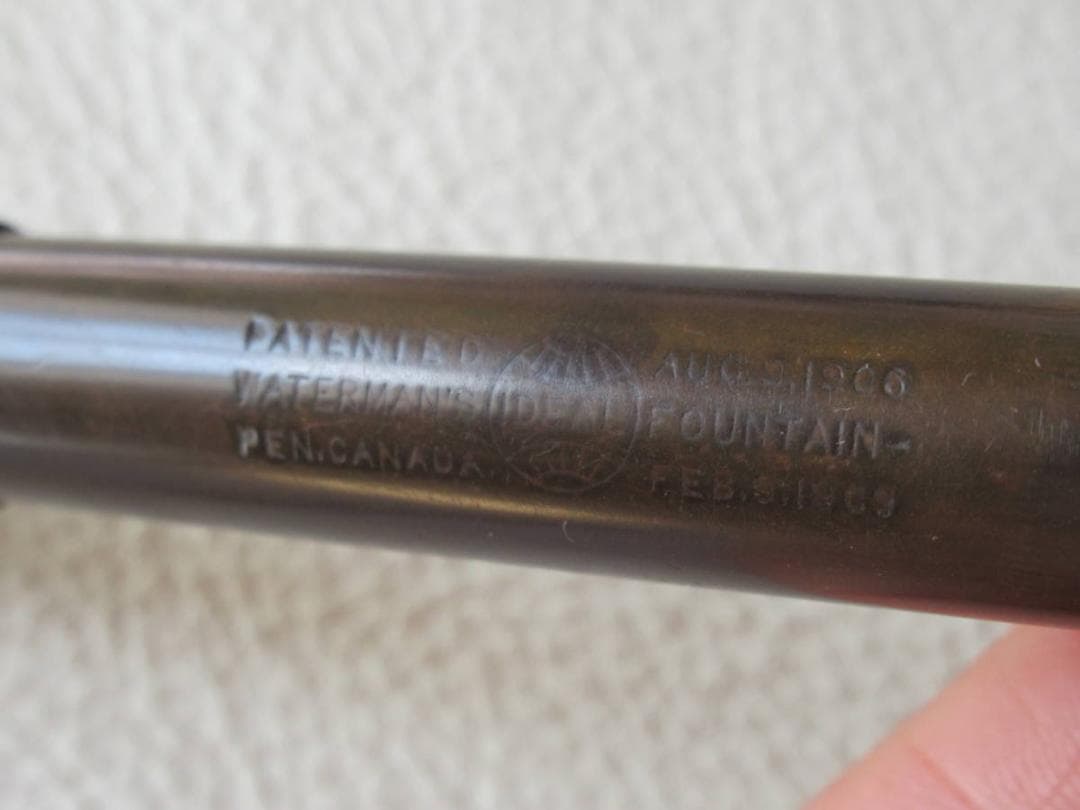 PATENTED AUG. 2, 1906
WATERMAN'S IDEAL FOUNTAIN-
PEN, CANADA, FEB. 9, 1909